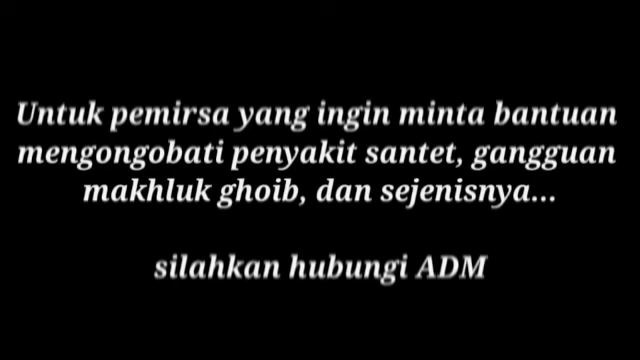 Untuk pemirsa yang ingin minta bantuan
mengongobati penyakit santet, gangguan
makhluk ghoib, dan sejenisnya...
silahkan hubungi ADM